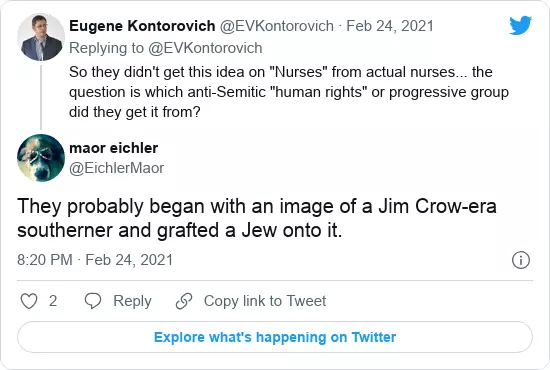 Eugene Kontorovich @EVKontorovich · Feb 24, 2021
Replying to @EVKontorovich
So they didn't get this idea on "Nurses" from actual nurses... the
question is which anti-Semitic "human rights" or progressive group
did they get it from?
maor eichler
@EichlerMaor
They probably began with an image of a Jim Crow-era
southerner and grafted a Jew onto it.
8:20 PM · Feb 24, 2021
2 Reply Copy link to Tweet
Explore what's happening on Twitter